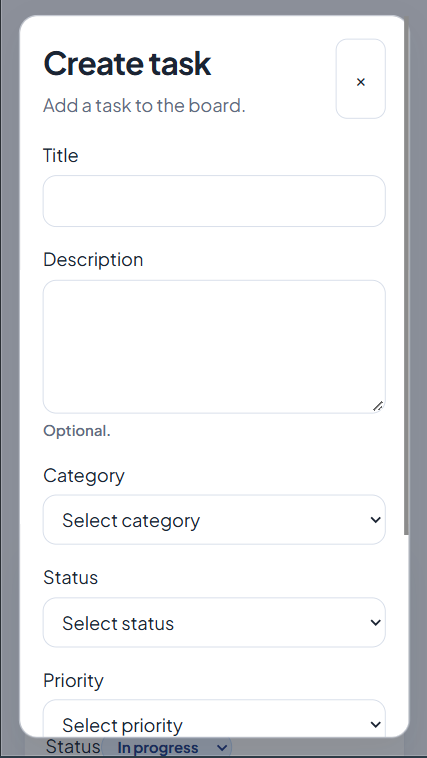 Create task
×
Add a task to the board.
Title
Description
Optional.
Category
Select category
Status
Select status
Priority
Select priority
Status In progress